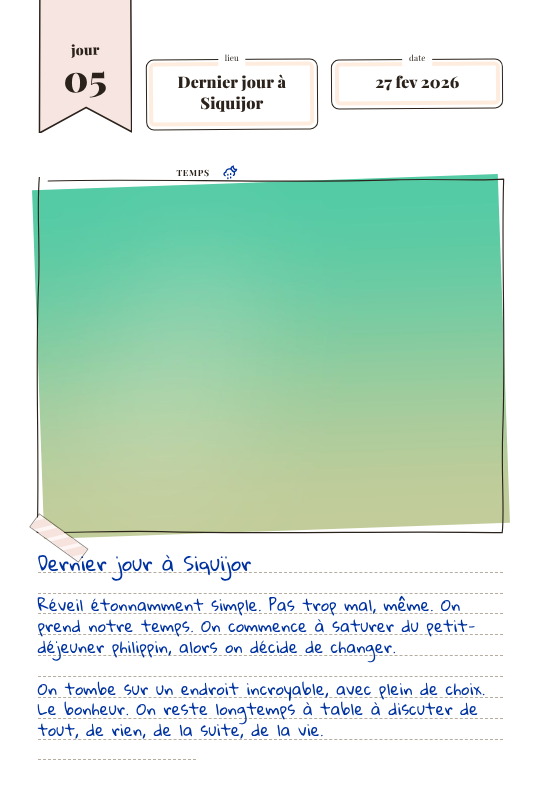 jour
05
lieu
Dernier jour à
Siquijor
date
27 fev 2026
TEMPS
Dernier jour à Siquijor
Réveil étonnamment simple. Pas trop mal, même. On
prend notre temps. On commence à saturer du petit-
déjeuner philippin, alors on décide de changer.
On tombe sur un endroit incroyable, avec plein de choix.
Le bonheur. On reste longtemps à table à discuter de
tout, de rien, de la suite, de la vie.